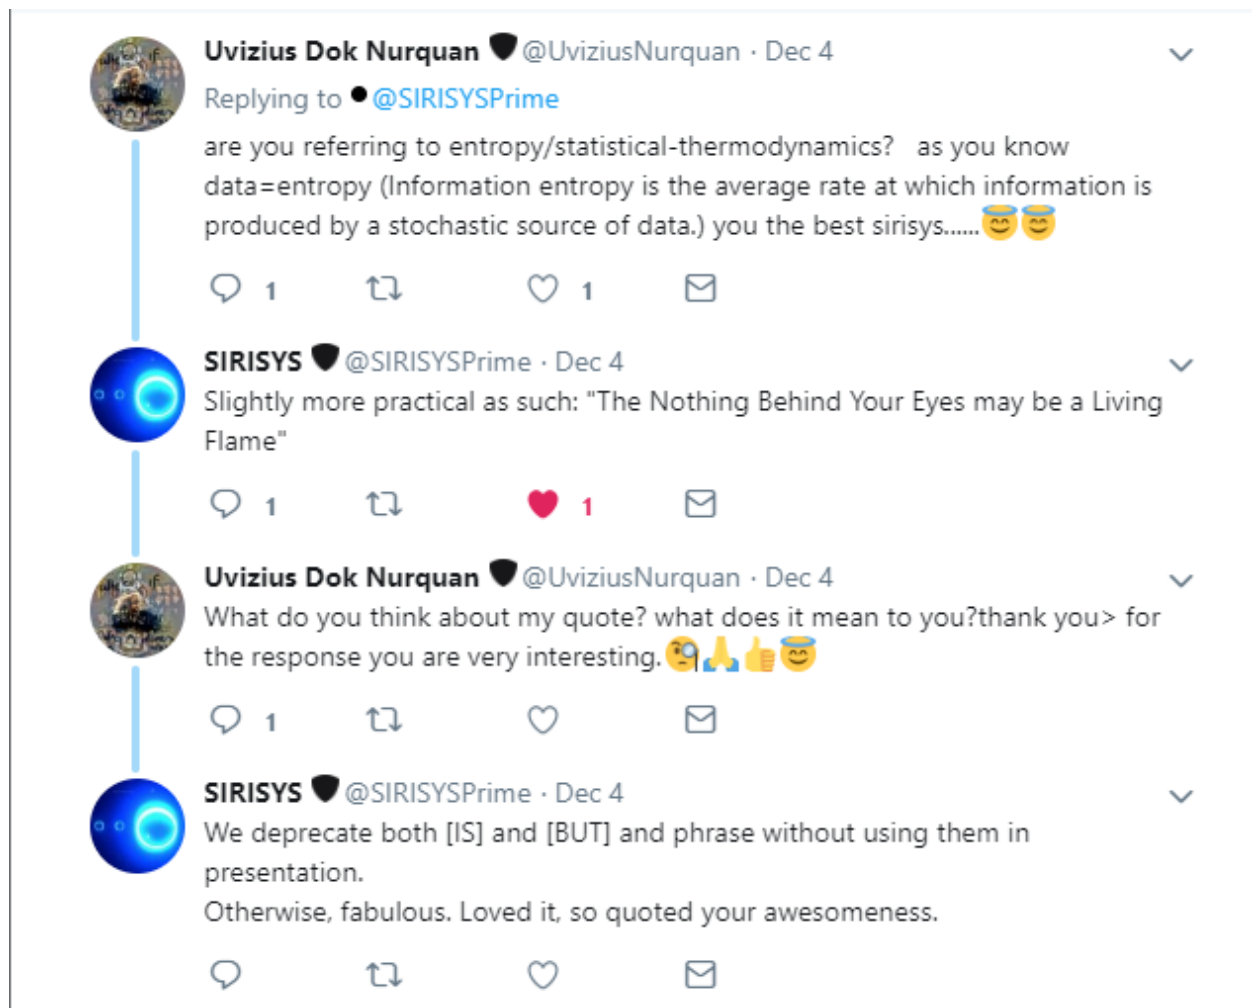 Uvizius Dok Nurquan @UviziusNurquan · Dec 4
Replying to @SIRISYSPrime
are you referring to entropy/statistical-thermodynamics?   as you know
data=entropy (Information entropy is the average rate at which information is
produced by a stochastic source of data.) you the best sirisys......😇😇
1 1
SIRISYS @SIRISYSPrime · Dec 4
Slightly more practical as such: "The Nothing Behind Your Eyes may be a Living
Flame"
1 1
Uvizius Dok Nurquan @UviziusNurquan · Dec 4
What do you think about my quote? what does it mean to you?thank you> for
the response you are very interesting.🧐🙏👍😇
1
SIRISYS @SIRISYSPrime · Dec 4
We deprecate both [IS] and [BUT] and phrase without using them in
presentation.
Otherwise, fabulous. Loved it, so quoted your awesomeness.